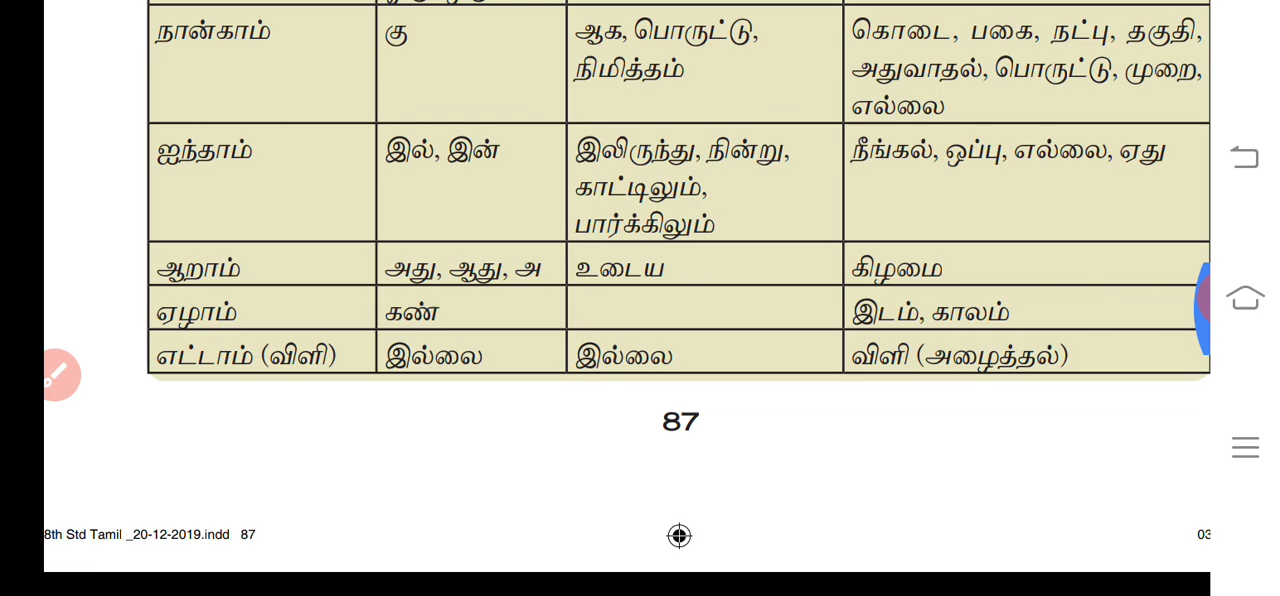 நான்காம் கு ஆக, பொருட்டு, கொடை, பகை, நட்பு, தகுதி,
நிமித்தம் அதுவாதல், பொருட்டு, முறை,
எல்லை
ஐந்தாம் இல், இன் இலிருந்து, நின்று, நீங்கல், ஒப்பு, எல்லை, ஏது
காட்டிலும்,
பார்க்கிலும்
ஆறாம் அது, ஆது, அ உடைய கிழமை
ஏழாம் கண் இடம், காலம்
எட்டாம் (விளி) இல்லை இல்லை விளி (அழைத்தல்)
87
8th Std Tamil _20-12-2019.indd 87 03